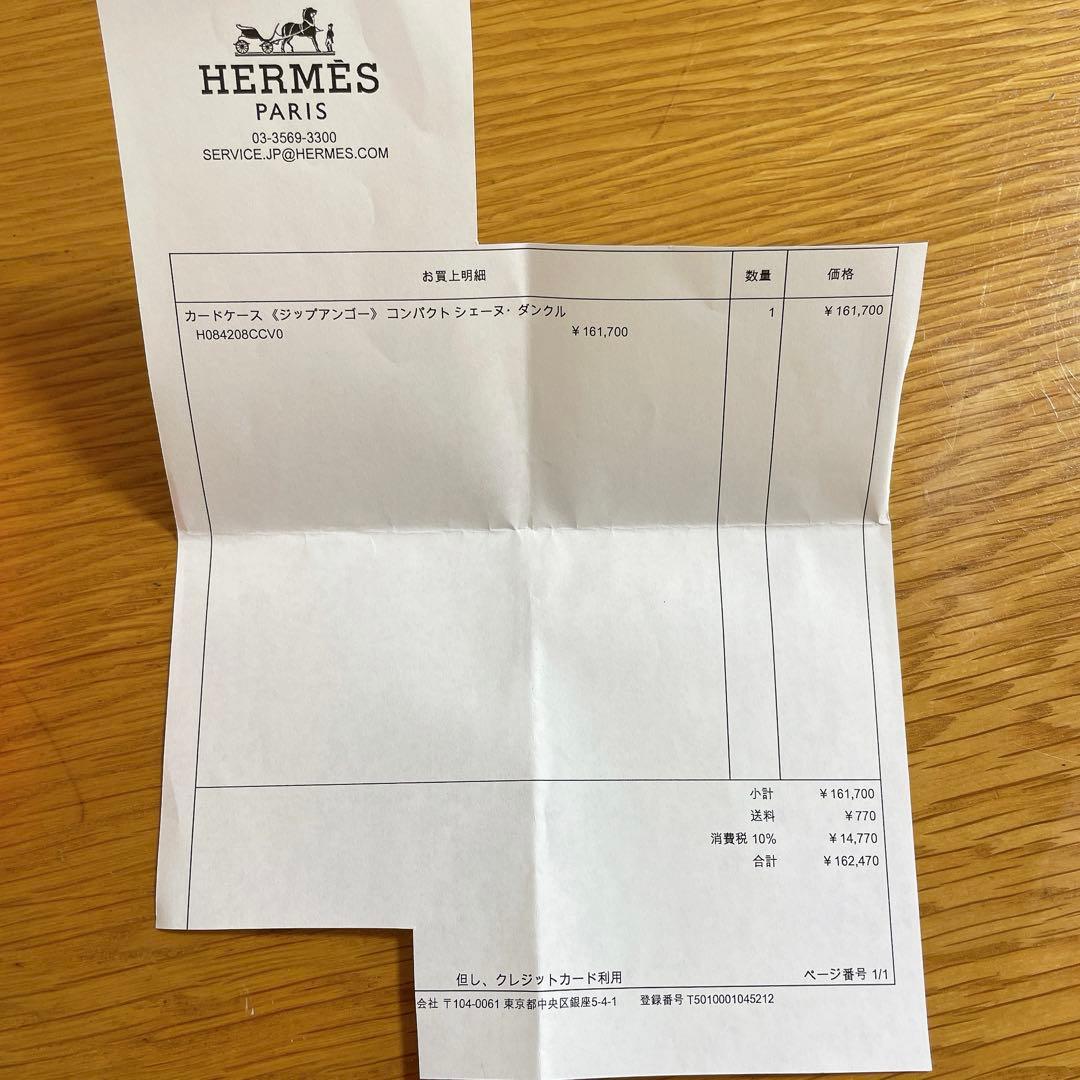 HERMÈS
PARIS
03-3569-3300
SERVICE.JP@HERMES.COM
お買上明細 数量 価格
カードケース 《ジップアンゴー》 コンパクト シェーヌ・ダンクル 1 ¥161,700
H084208CCV0 ¥161,700
小計 ¥161,700
送料 ¥770
消費税 10% ¥14,770
合計 ¥162,470
但し、クレジットカード利用 ページ番号 1/1
会社 〒104-0061 東京都中央区銀座5-4-1 登録番号 T5010001045212